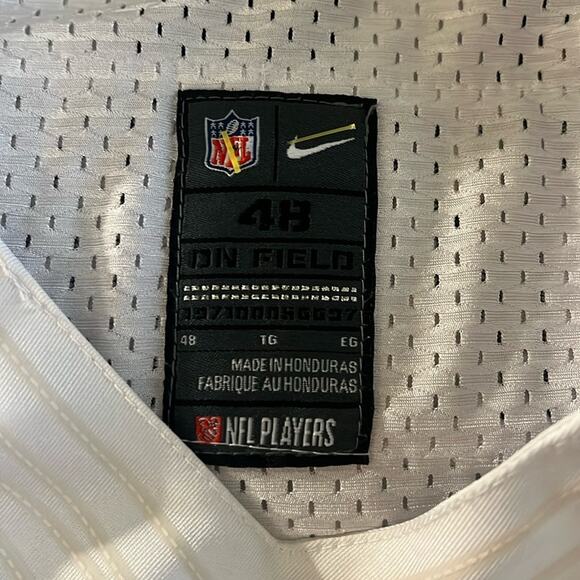 NFL
48
ON FIELD
48 TG EG
MADE IN HONDURAS
FABRIQUE AU HONDURAS
NFL PLAYERS